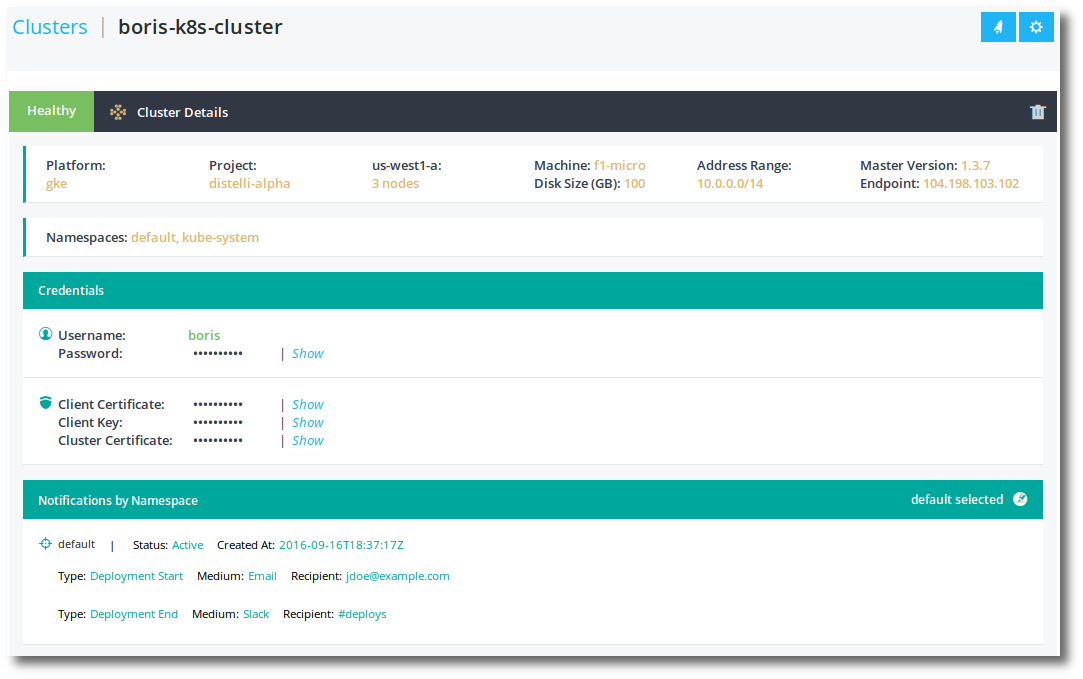 Clusters | boris-k8s-cluster
Healthy Cluster Details
Platform: Project: us-west1-a: Machine: f1-micro Address Range: Master Version: 1.3.7
gke distelli-alpha 3 nodes Disk Size (GB): 100 10.0.0.0/14 Endpoint: 104.198.103.102
Namespaces: default, kube-system
Credentials
Username: boris
Password: •••••••••• | Show
Client Certificate: •••••••••• | Show
Client Key: •••••••••• | Show
Cluster Certificate: •••••••••• | Show
Notifications by Namespace default selected
default | Status: Active Created At: 2016-09-16T18:37:17Z
Type: Deployment Start Medium: Email Recipient: jdoe@example.com
Type: Deployment End Medium: Slack Recipient: #deploys